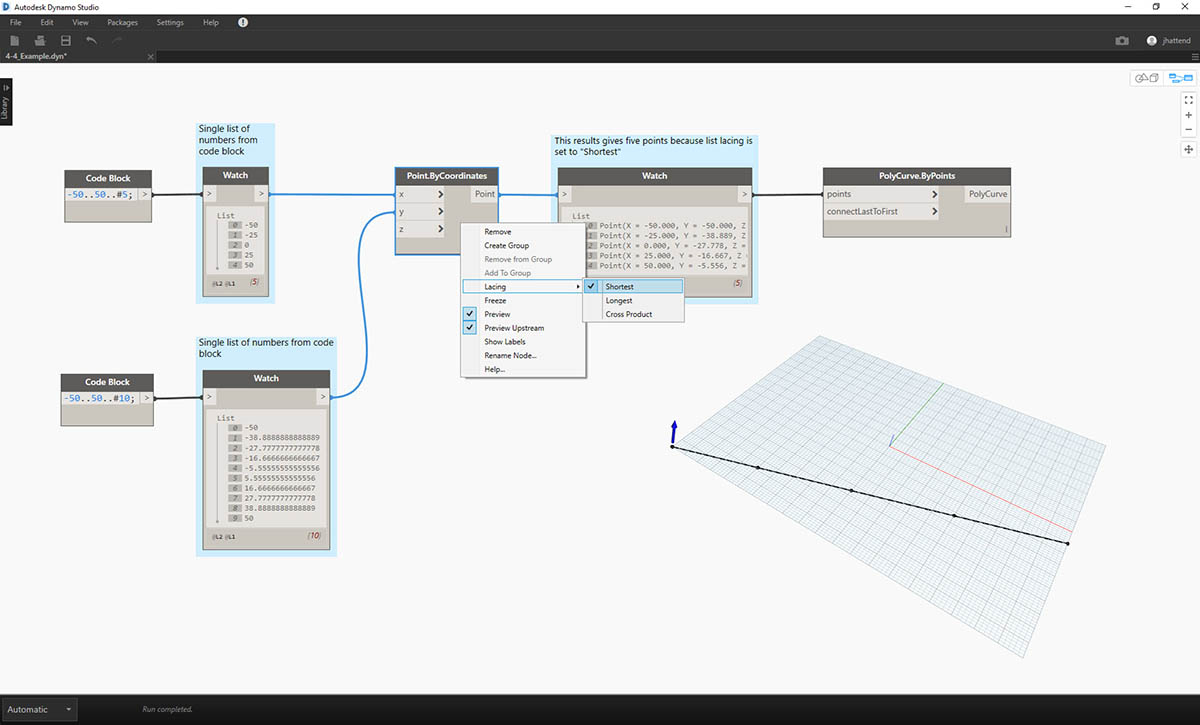 Autodesk Dynamo Studio
File Edit View Packages Settings Help
jhattend
4-4_Example.dyn*
Library
Single list of
numbers from
code block
This results gives five points because list lacing is
set to "Shortest"
Code Block
-50..50..#5; >
Watch
> >
List
0 -50
1 -25
2 0
3 25
4 50
@L2 @L1 {5}
Point.ByCoordinates
x > Point
y >
z >
Watch
> >
List
0 Point(X = -50.000, Y = -50.000, Z
1 Point(X = -25.000, Y = -38.889, Z
2 Point(X = 0.000, Y = -27.778, Z =
3 Point(X = 25.000, Y = -16.667, Z
4 Point(X = 50.000, Y = -5.556, Z =
{5}
PolyCurve.ByPoints
points > PolyCurve
connectLastToFirst >
Remove
Create Group
Remove from Group
Add To Group
Lacing
Freeze
Preview
Preview Upstream
Show Labels
Rename Node...
Help...
Shortest
Longest
Cross Product
Single list of numbers from code
block
Code Block
-50..50..#10; >
Watch
> >
List
0 -50
1 -38.8888888888889
2 -27.7777777777778
3 -16.6666666666667
4 -5.55555555555556
5 5.55555555555556
6 16.6666666666667
7 27.7777777777778
8 38.8888888888889
9 50
@L2 @L1 {10}
Automatic
Run completed.